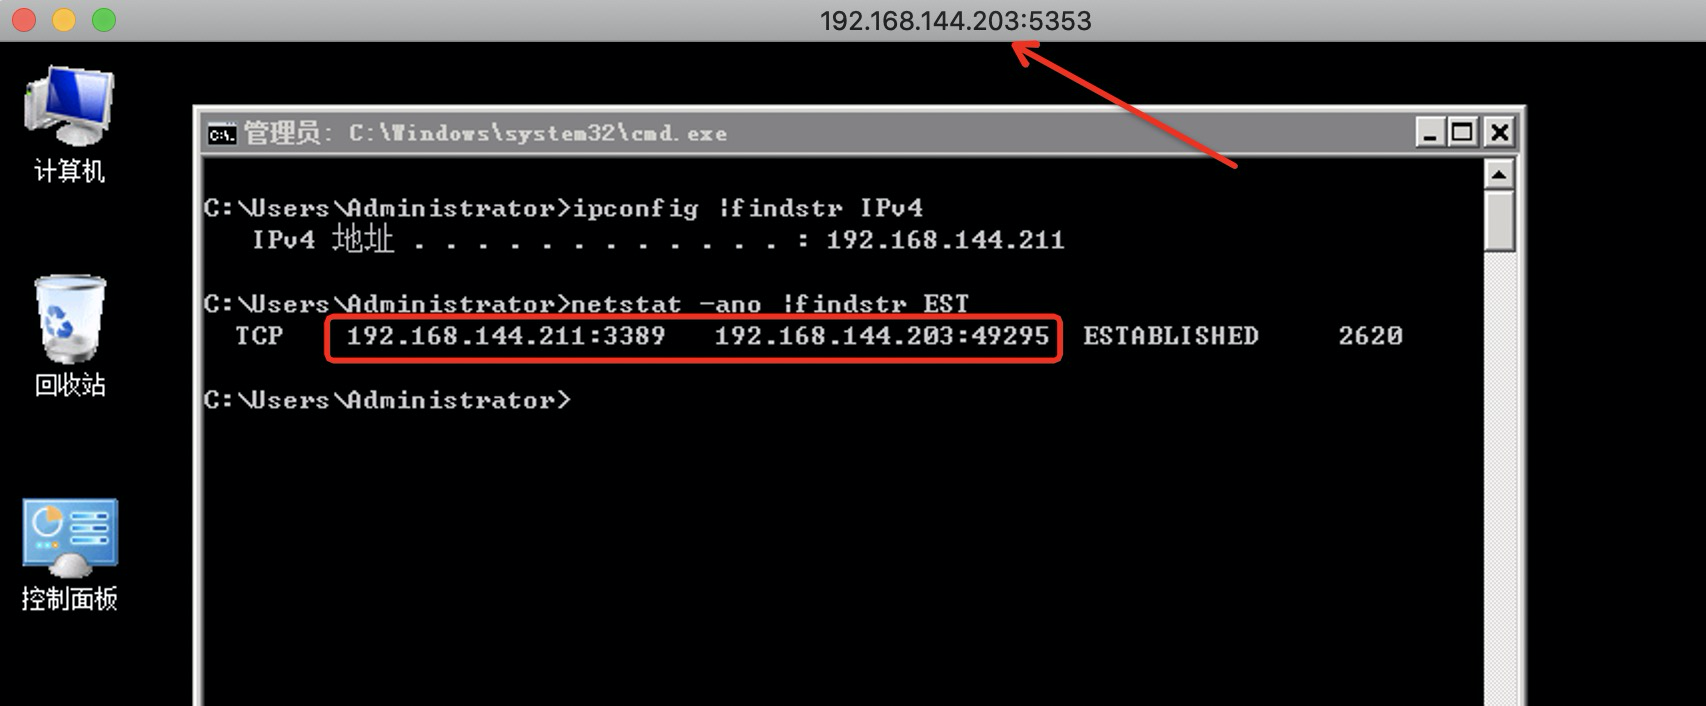 192.168.144.203:5353
计算机
管理员: C:\Windows\system32\cmd.exe
C:\Users\Administrator>ipconfig |findstr IPv4
IPv4 地址 . . . . . . . . . . . . : 192.168.144.211
C:\Users\Administrator>netstat -ano |findstr EST
TCP 192.168.144.211:3389 192.168.144.203:49295 ESTABLISHED 2620
回收站
C:\Users\Administrator>
控制面板